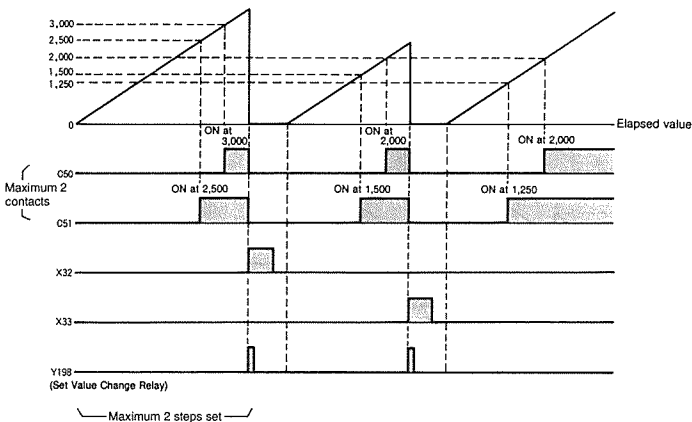 3,000
2,500
2,000
1,500
1,250
0
Elapsed value
ON at 3,000
ON at 2,000
ON at 2,000
C50
Maximum 2 contacts
ON at 2,500
ON at 1,500
ON at 1,250
C51
X32
X33
Y198
(Set Value Change Relay)
Maximum 2 steps set